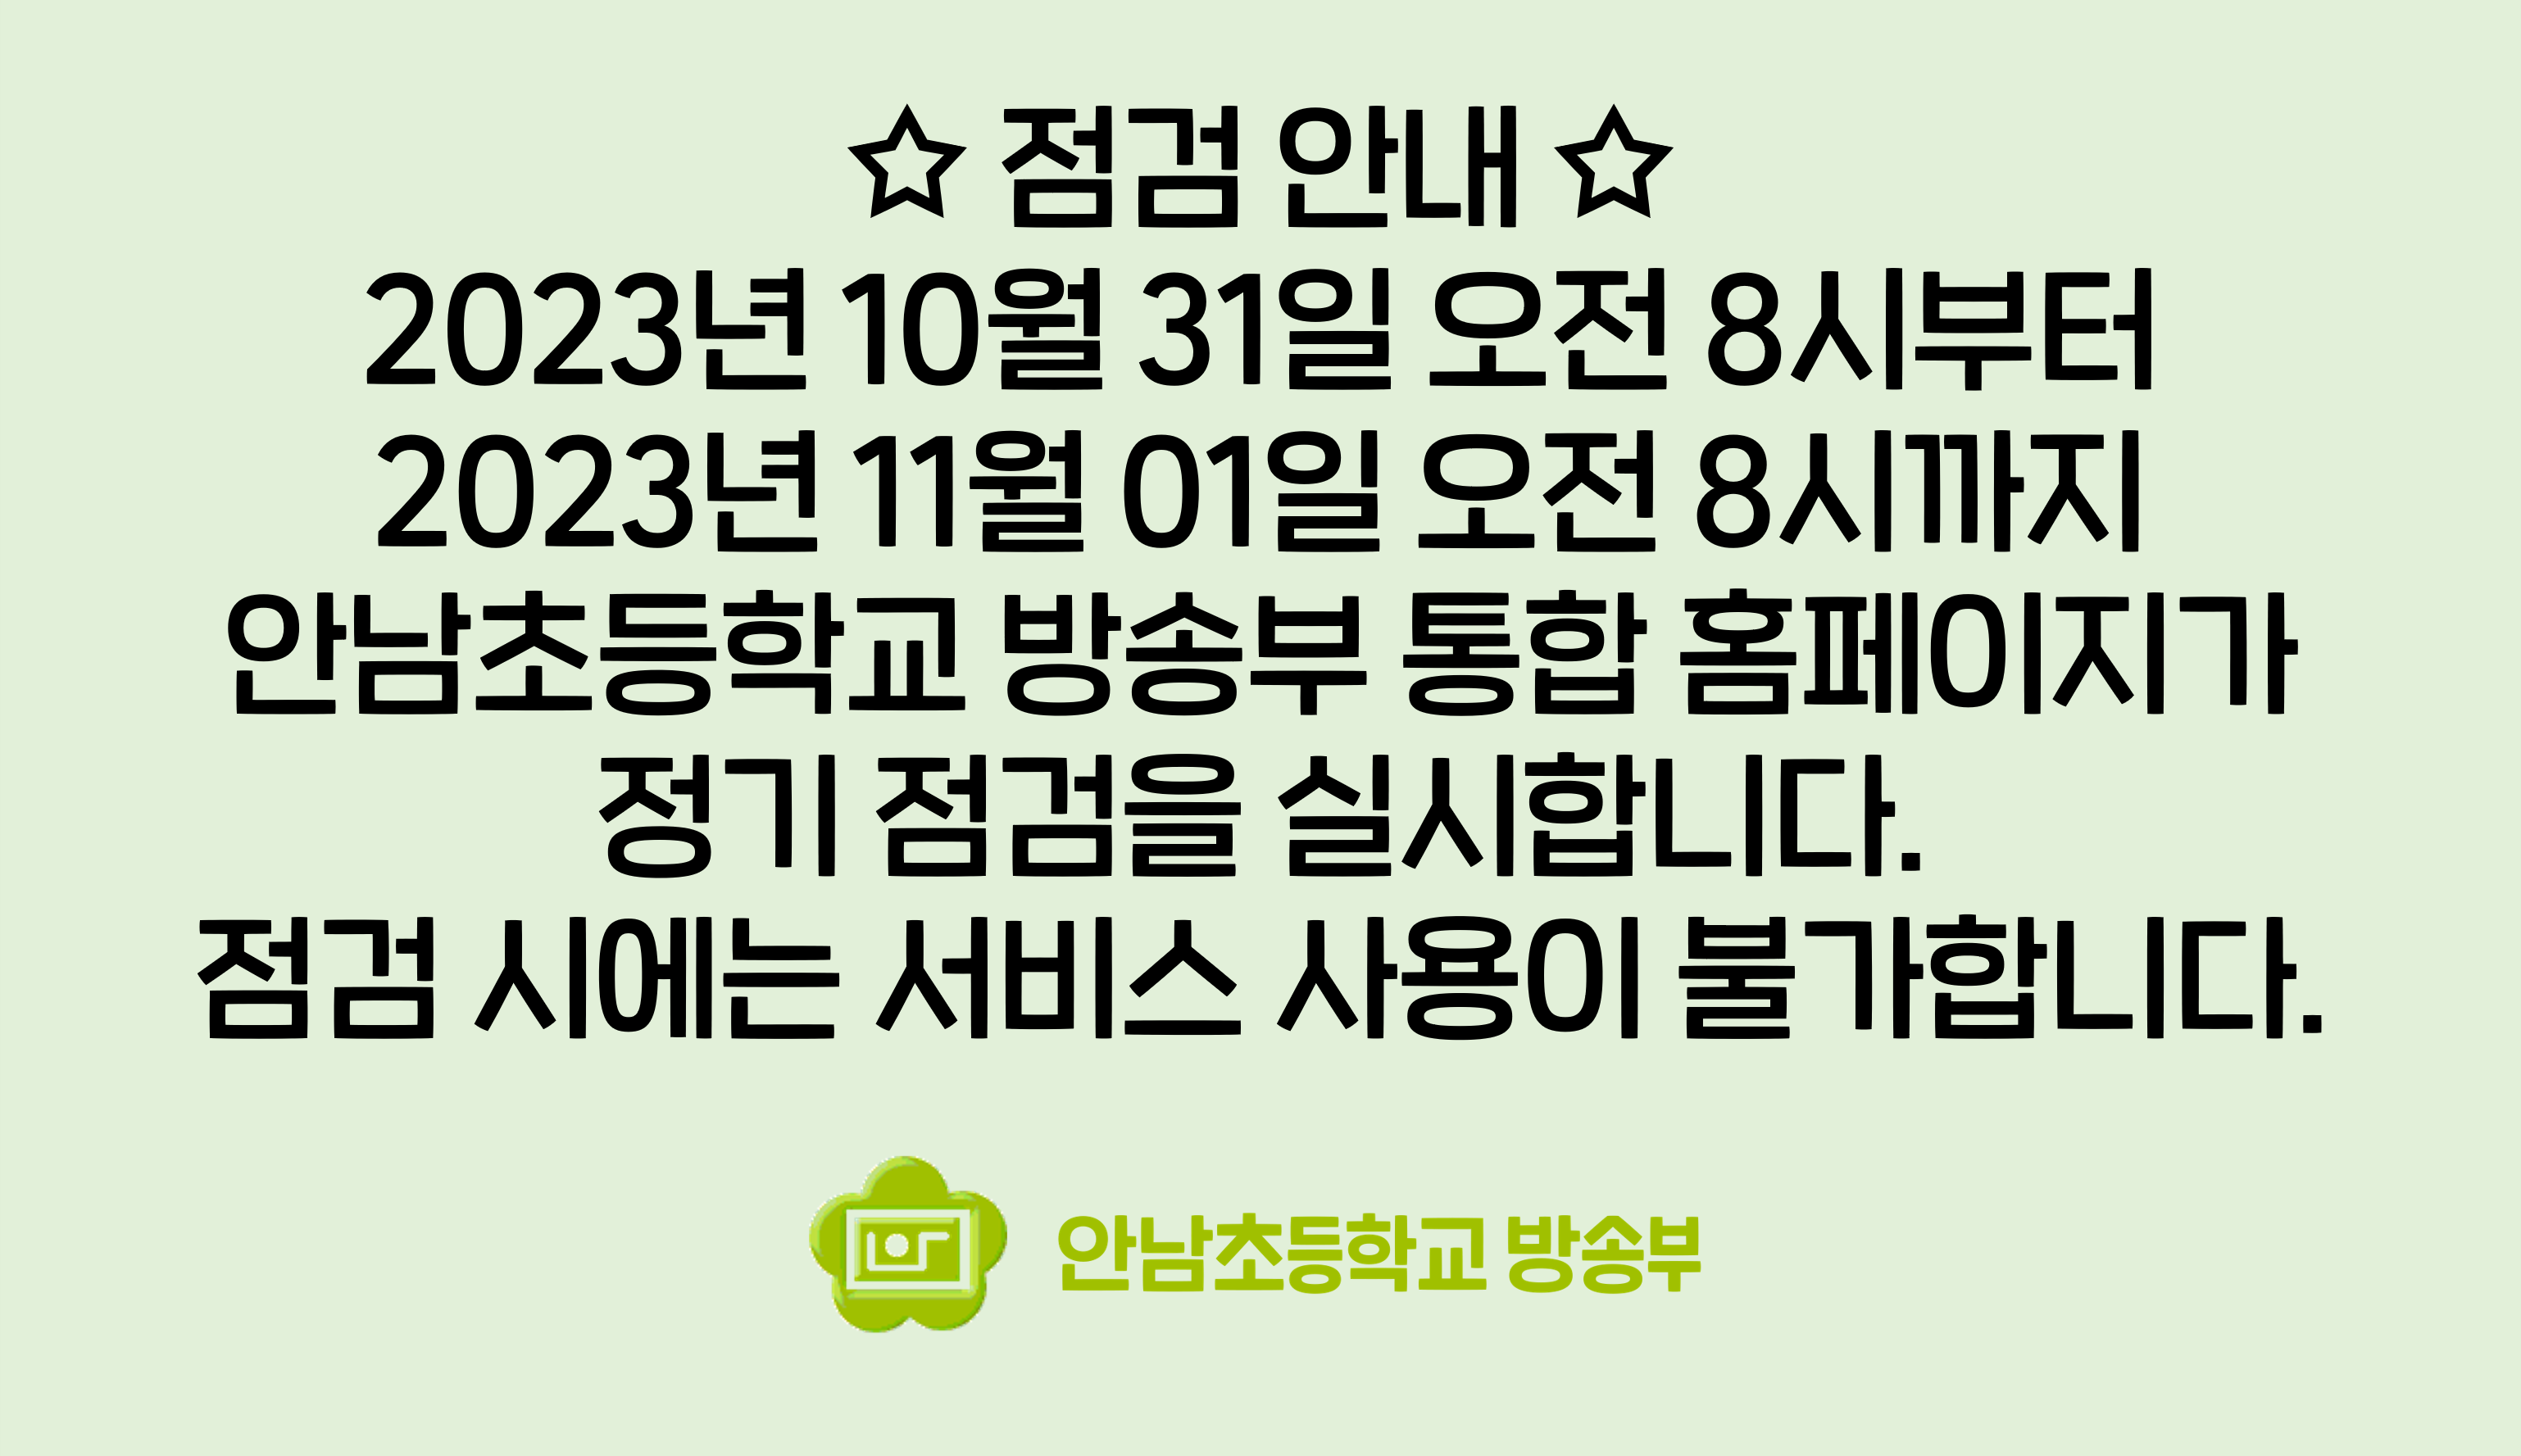 ☆ 점검 안내 ☆
2023년 10월 31일 오전 8시부터
2023년 11월 01일 오전 8시까지
안남초등학교 방송부 통합 홈페이지가
정기 점검을 실시합니다.
점검 시에는 서비스 사용이 불가합니다.
안남초등학교 방송부